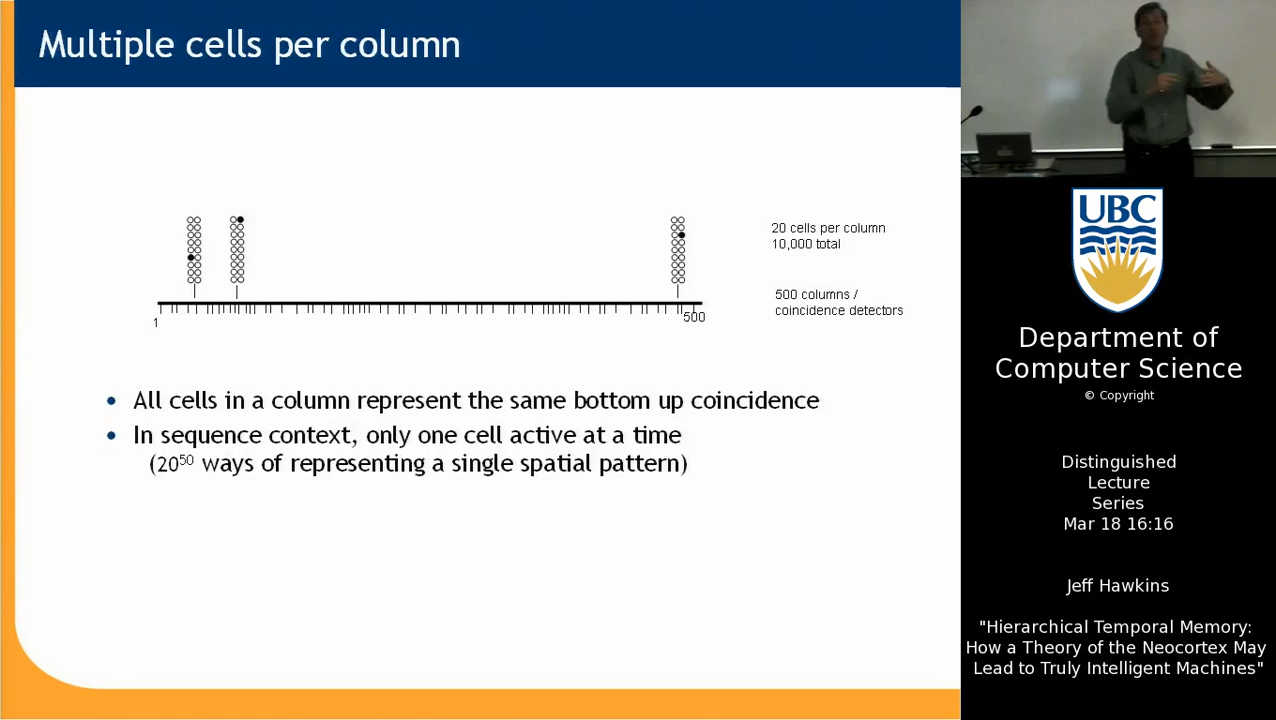 Multiple cells per column
20 cells per column
10,000 total
500 columns /
coincidence detectors
1
500
• All cells in a column represent the same bottom up coincidence
• In sequence context, only one cell active at a time
(20⁵⁰ ways of representing a single spatial pattern)
UBC
Department of
Computer Science
© Copyright
Distinguished
Lecture
Series
Mar 18 16:16
Jeff Hawkins
"Hierarchical Temporal Memory:
How a Theory of the Neocortex May
Lead to Truly Intelligent Machines"